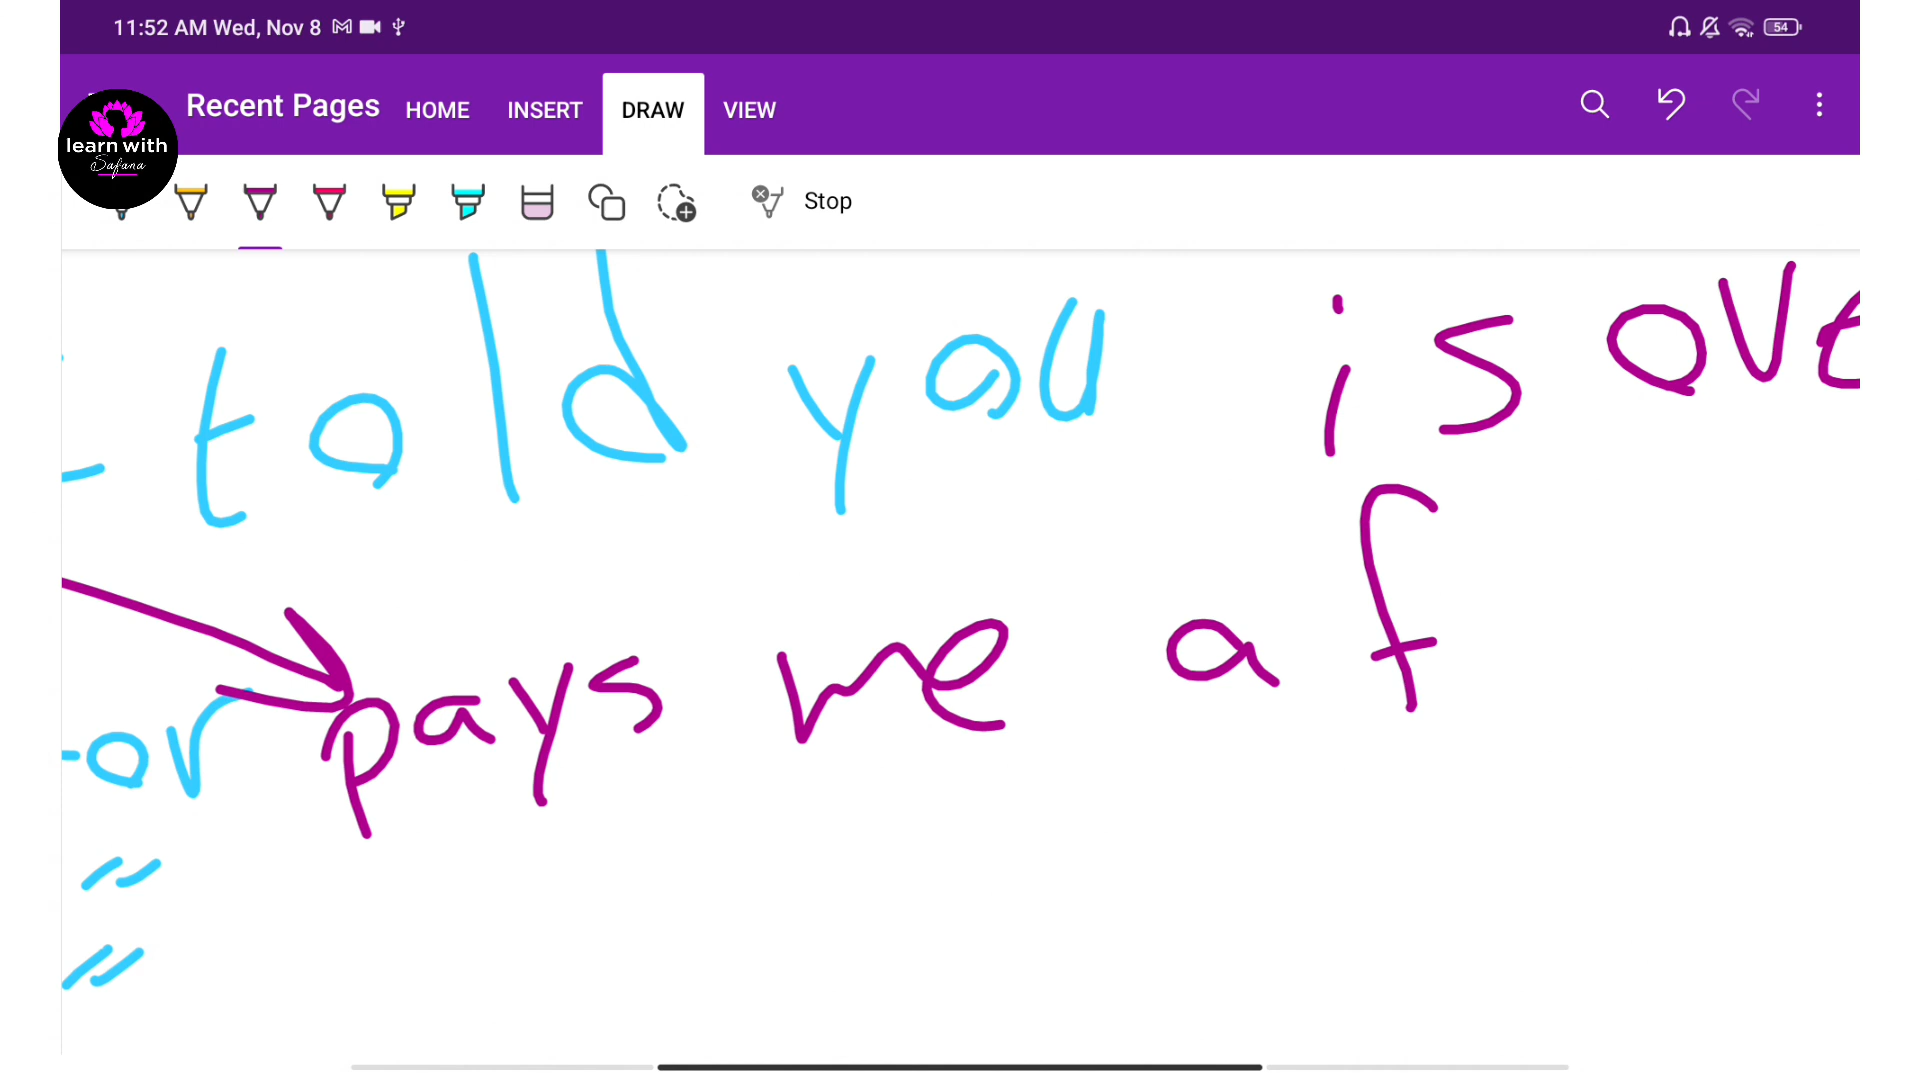 11:52 AM Wed, Nov 8 54
Recent Pages HOME INSERT DRAW VIEW
learn with
Safana
Stop
told you is ove
or pays me a f